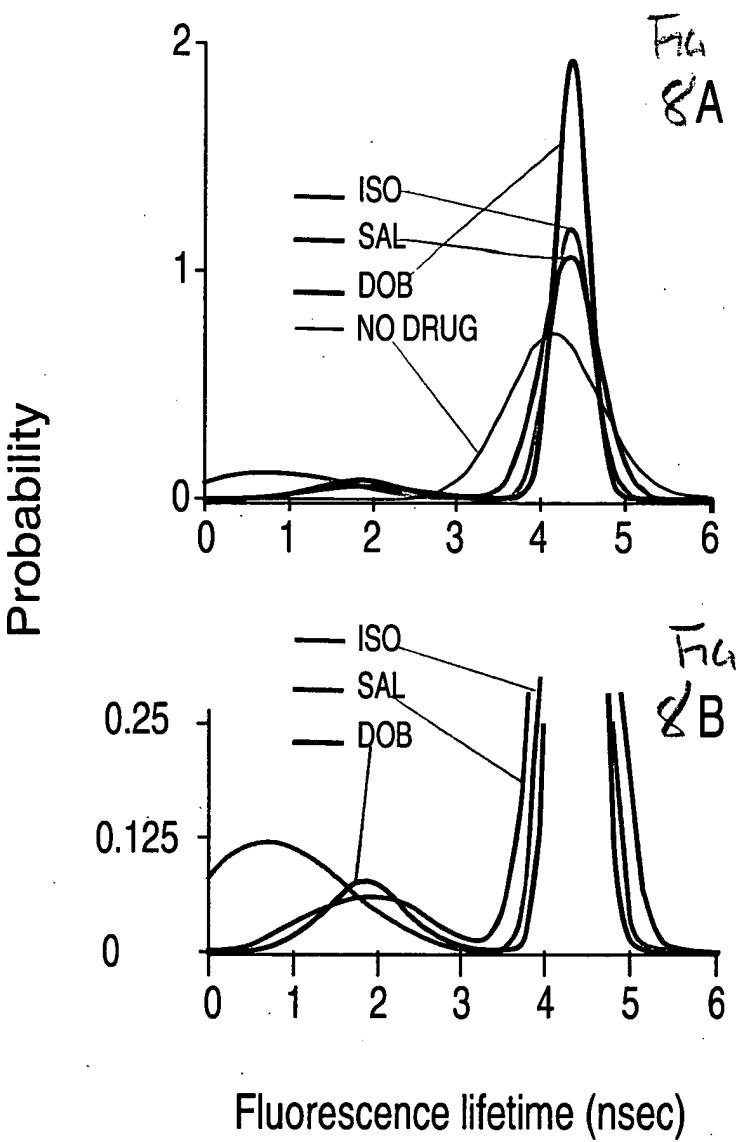 FIG
8A
Probability
2
1
0
ISO
SAL
DOB
NO DRUG
0 1 2 3 4 5 6
FIG
8B
ISO
SAL
DOB
0.25
0.125
0
0 1 2 3 4 5 6
Fluorescence lifetime (nsec)